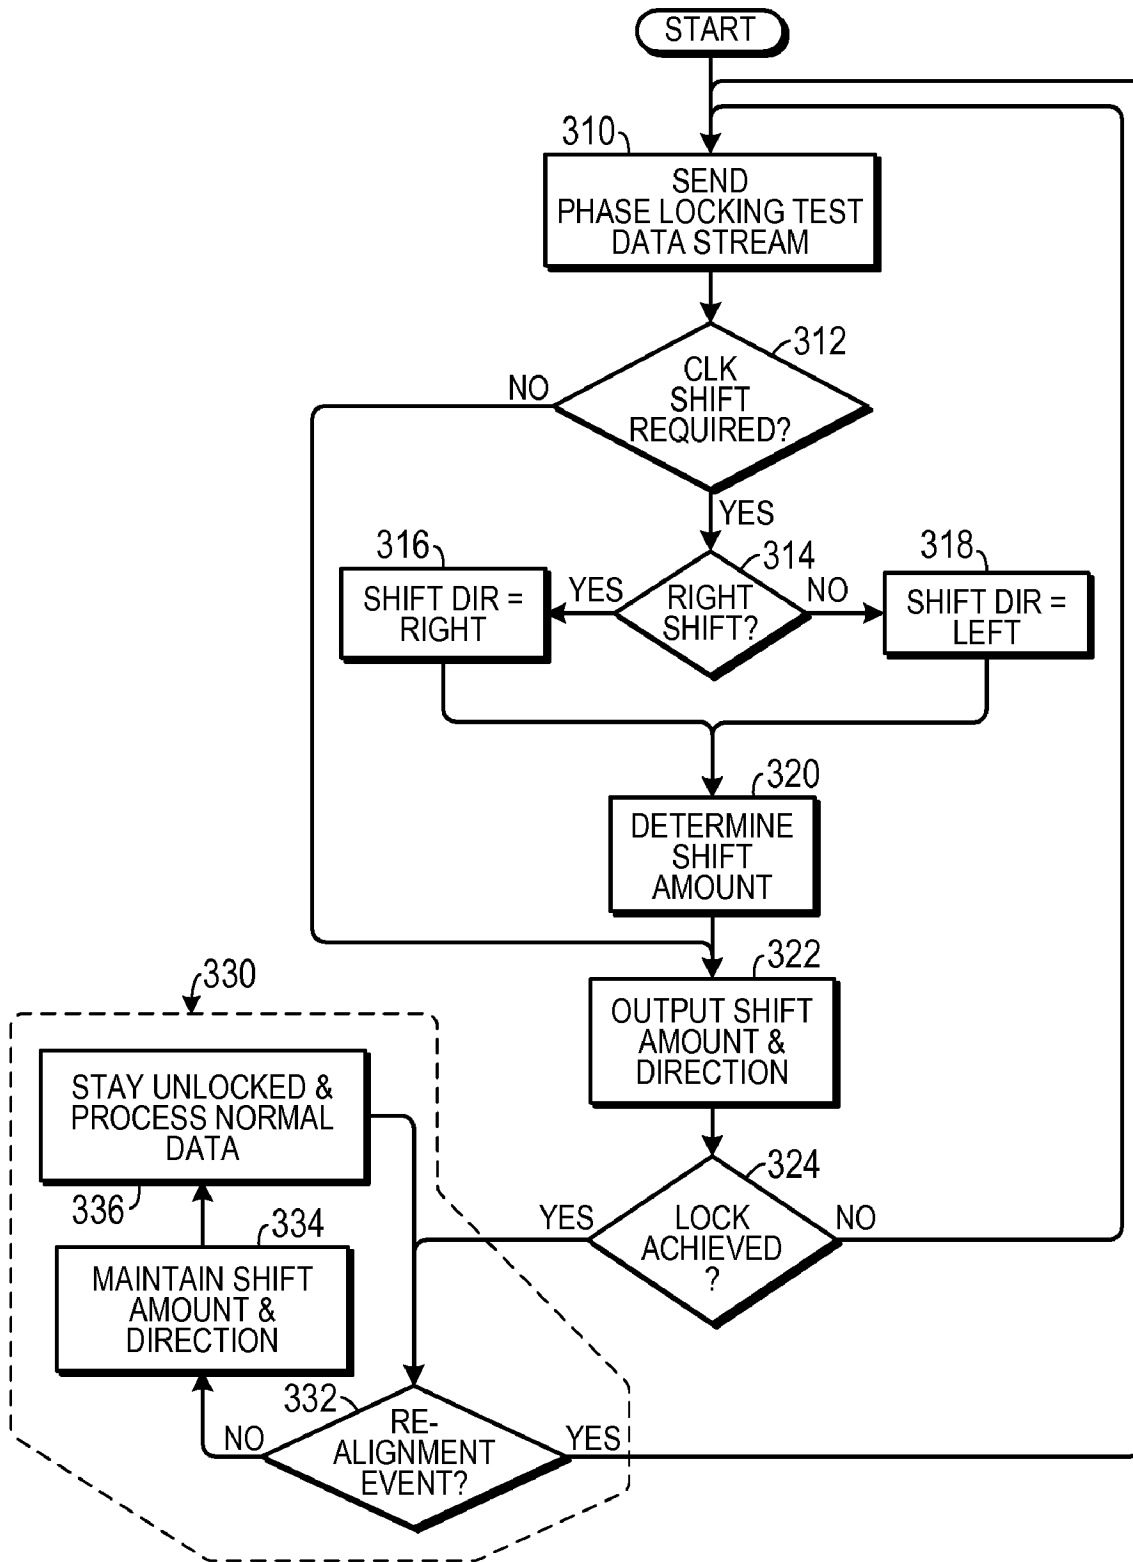 START
310
SEND
PHASE LOCKING TEST
DATA STREAM
312
CLK
SHIFT
REQUIRED?
NO
YES
314
RIGHT
SHIFT?
YES
NO
316
SHIFT DIR =
RIGHT
318
SHIFT DIR =
LEFT
320
DETERMINE
SHIFT
AMOUNT
322
OUTPUT SHIFT
AMOUNT &
DIRECTION
324
LOCK
ACHIEVED
?
YES
NO
330
STAY UNLOCKED &
PROCESS NORMAL
DATA
336
334
MAINTAIN SHIFT
AMOUNT &
DIRECTION
332
RE-
ALIGNMENT
EVENT?
NO
YES